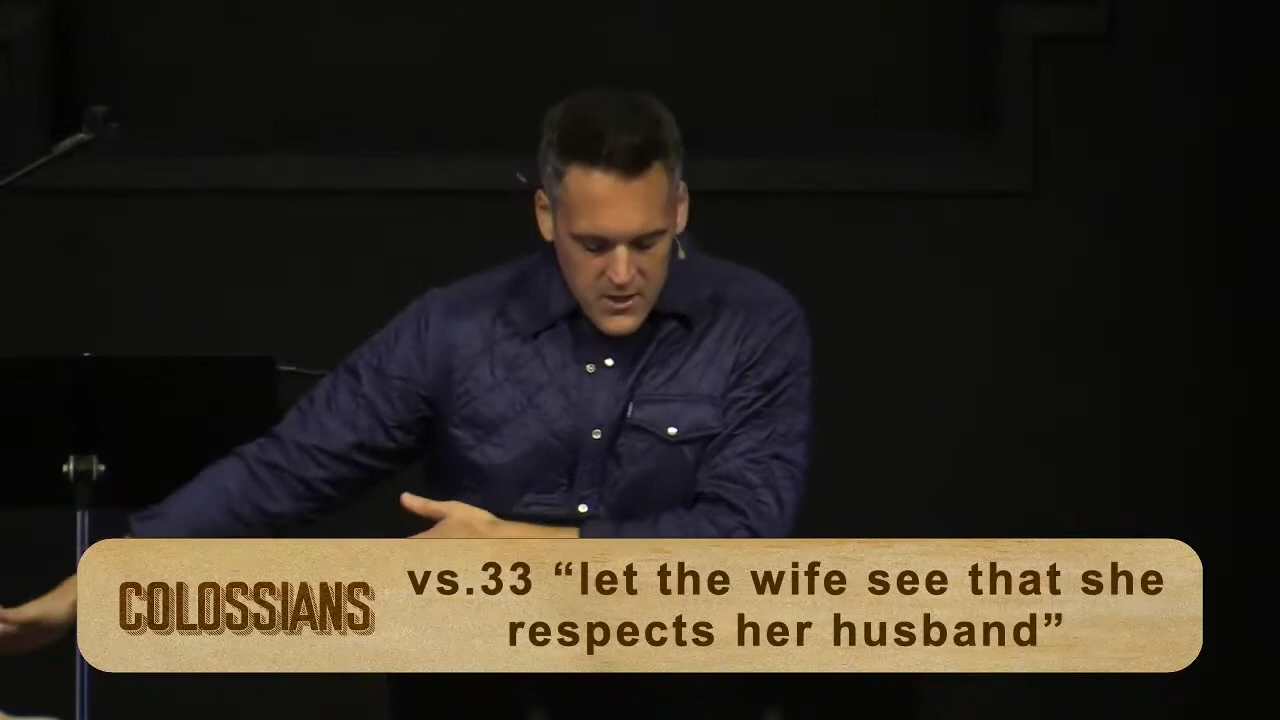 COLOSSIANS
vs.33 “let the wife see that she
respects her husband”